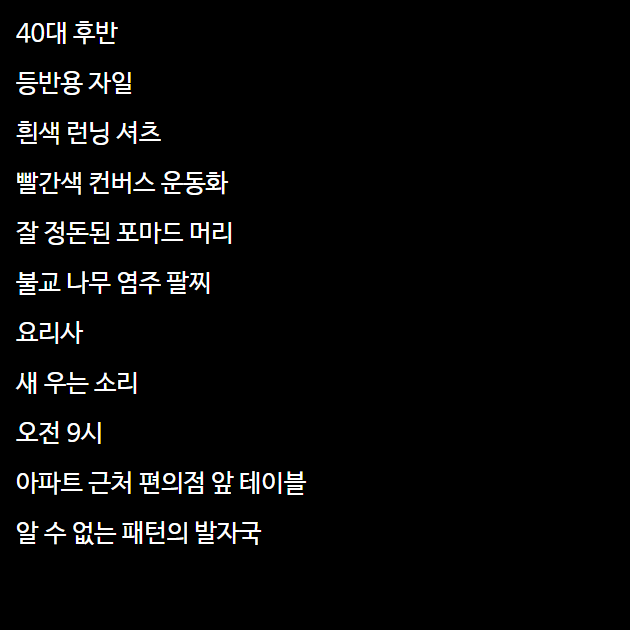 40대 후반
등반용 자일
흰색 런닝 셔츠
빨간색 컨버스 운동화
잘 정돈된 포마드 머리
불교 나무 염주 팔찌
요리사
새 우는 소리
오전 9시
아파트 근처 편의점 앞 테이블
알 수 없는 패턴의 발자국